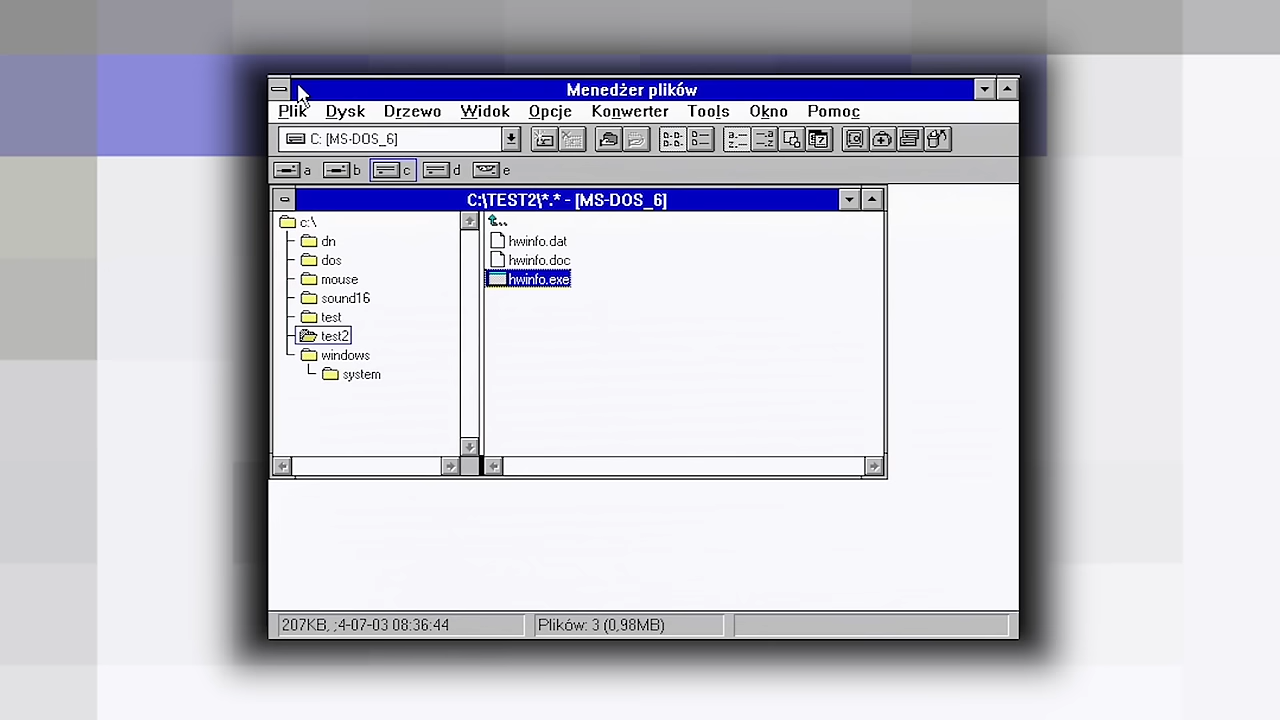 Menedżer plików
Plik Dysk Drzewo Widok Opcje Konwerter Tools Okno Pomoc
C: [MS-DOS_6]
a b c d e
C:\TEST2\*.* - [MS-DOS_6]
c:\
dn
dos
mouse
sound16
test
test2
windows
system
..
hwinfo.dat
hwinfo.doc
hwinfo.exe
207KB, ;4-07-03 08:36:44
Plików: 3 (0,98MB)